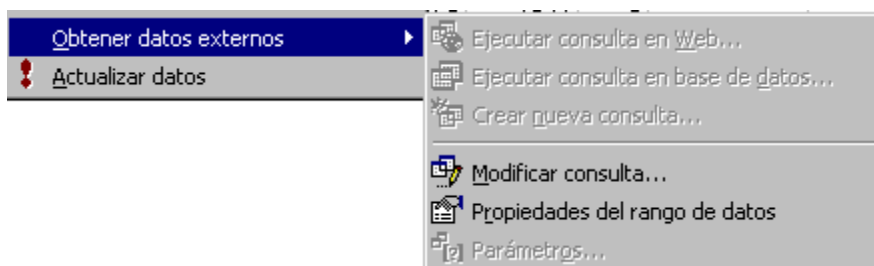 Obtener datos externos
Actualizar datos
Ejecutar consulta en Web...
Ejecutar consulta en base de datos...
Crear nueva consulta...
Modificar consulta...
Propiedades del rango de datos
Parámetros...